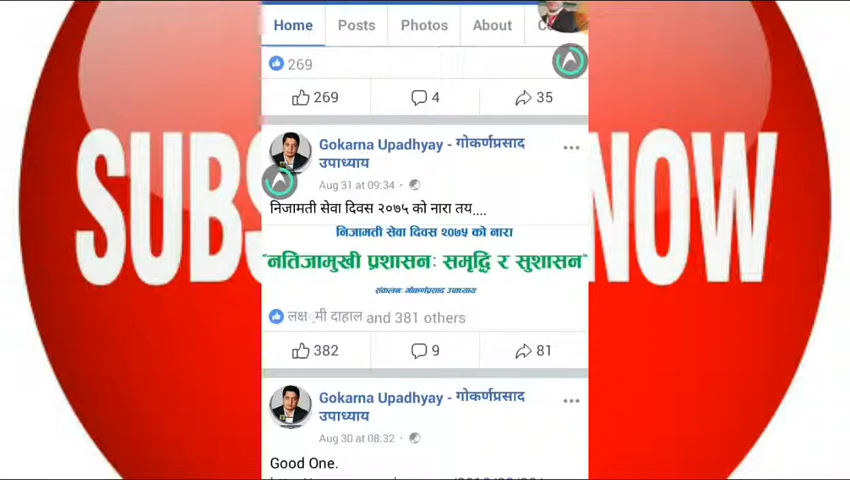 Home Posts Photos About
269
269 4 35
Gokarna Upadhyay - गोकर्णप्रसाद
उपाध्याय
Aug 31 at 09:34 ·
निजामती सेवा दिवस २०७५ को नारा तय....
निजामती सेवा दिवस २०७५ को नारा
"नतिजामुखी प्रशासनः समृद्धि र सुशासन"
संकलनः गोकर्णप्रसाद उपाध्याय
लक्ष्मी दाहाल and 381 others
382 9 81
Gokarna Upadhyay - गोकर्णप्रसाद
उपाध्याय
Aug 30 at 08:32 ·
Good One.
SUBS NOW